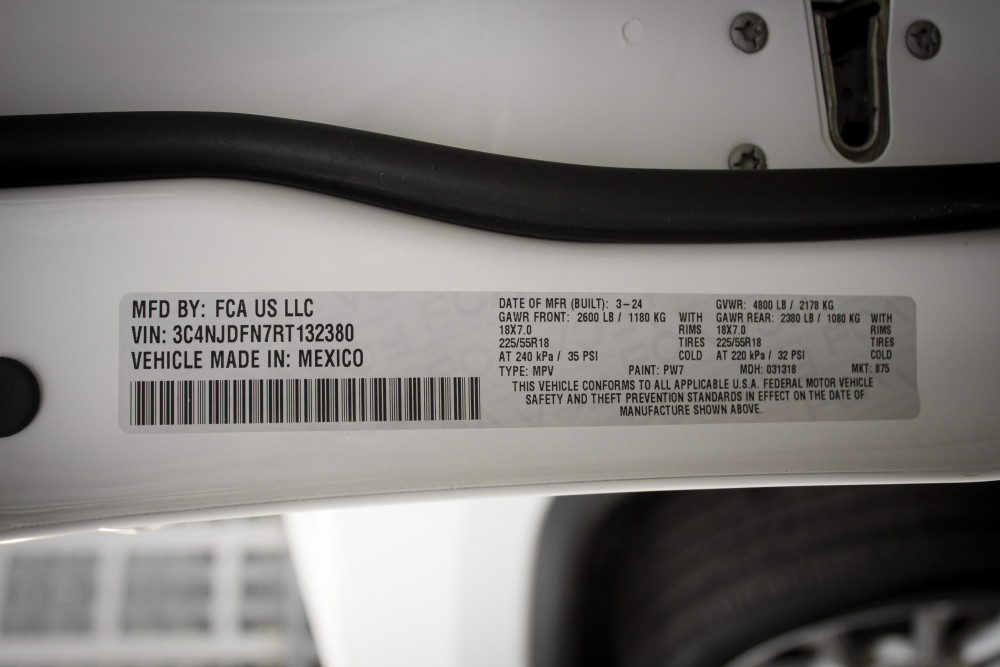 MFD BY: FCA US LLC
VIN: 3C4NJDFN7RT132380
VEHICLE MADE IN: MEXICO
DATE OF MFR (BUILT): 3-24 GVWR: 4800 LB / 2178 KG
GAWR FRONT: 2600 LB / 1180 KG WITH GAWR REAR: 2380 LB / 1080 KG WITH
18X7.0 RIMS 18X7.0 RIMS
225/55R18 TIRES 225/55R18 TIRES
AT 240 kPa / 35 PSI COLD AT 220 kPa / 32 PSI COLD
TYPE: MPV PAINT: PW7 MDH: 031318 MKT: B75
THIS VEHICLE CONFORMS TO ALL APPLICABLE U.S.A. FEDERAL MOTOR VEHICLE
SAFETY AND THEFT PREVENTION STANDARDS IN EFFECT ON THE DATE OF
MANUFACTURE SHOWN ABOVE.